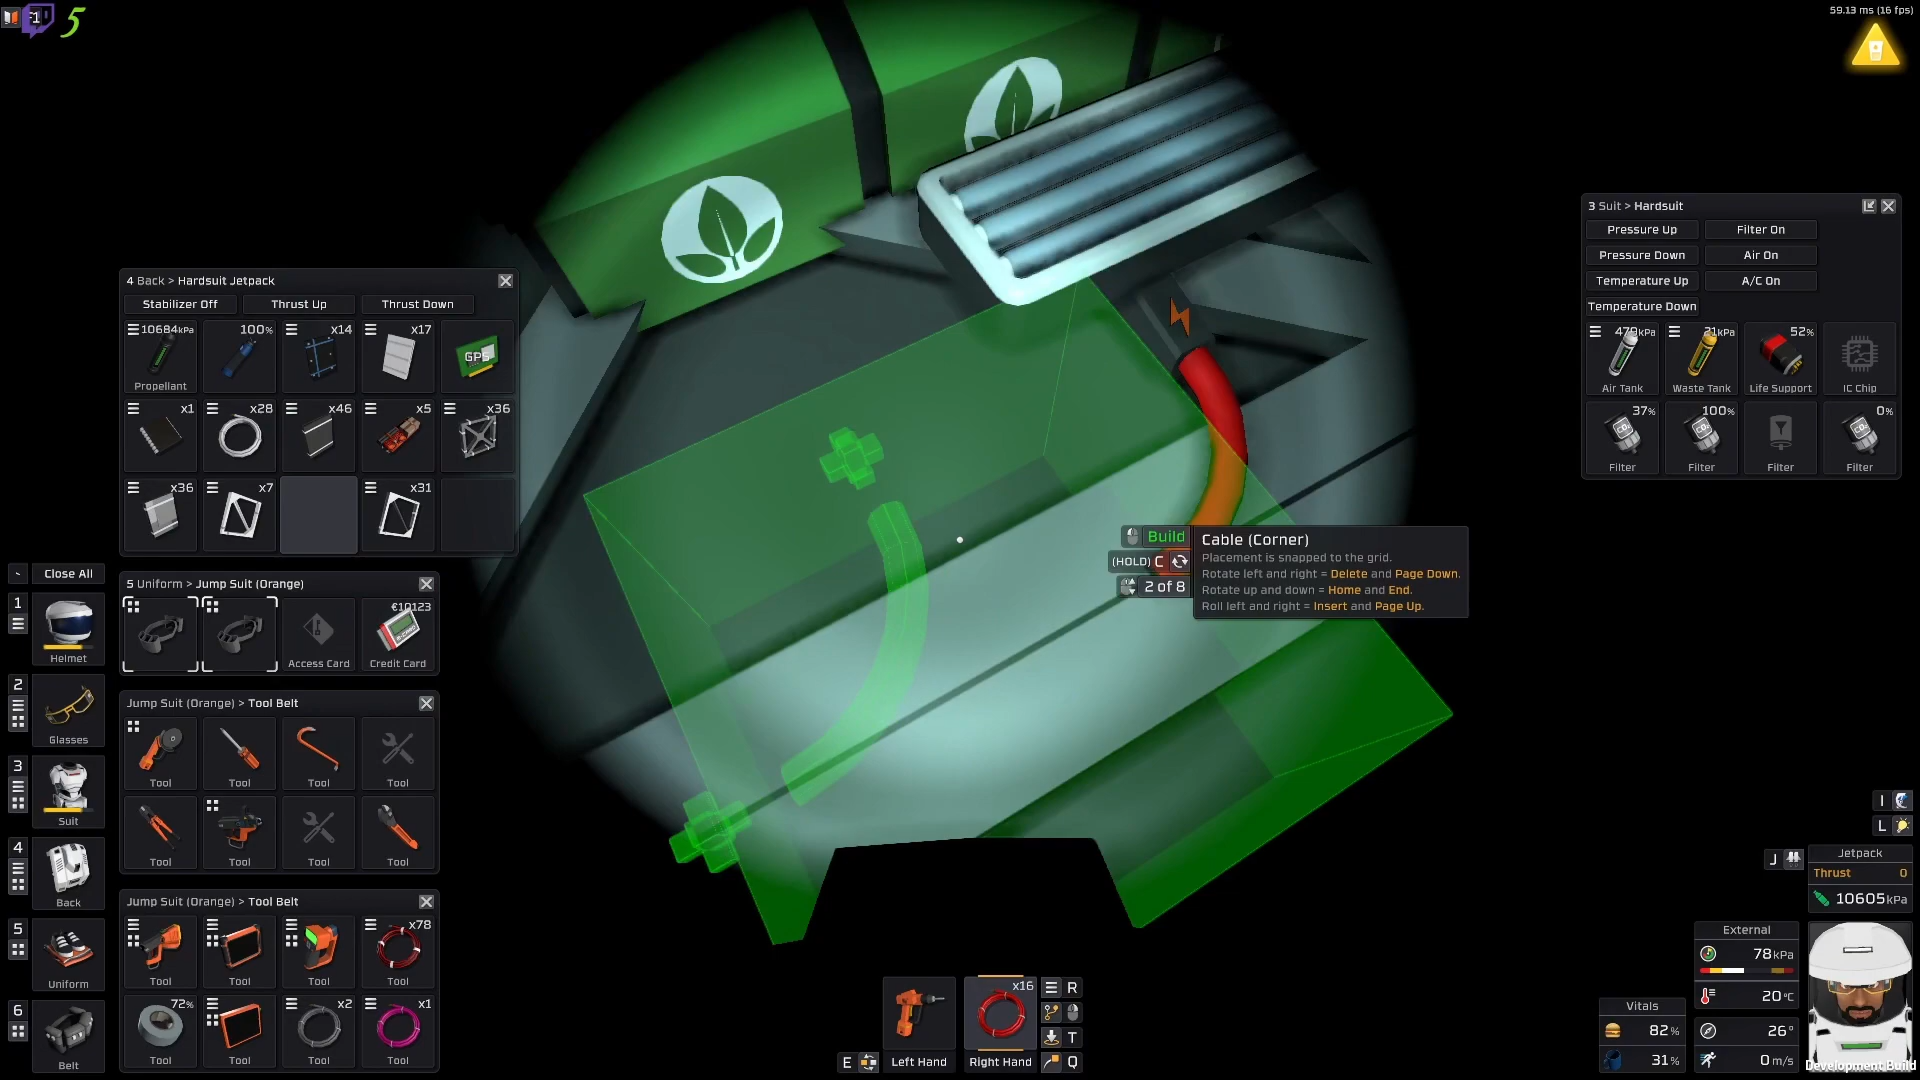 F1
5
59.13 ms (16 fps)
4 Back > Hardsuit Jetpack
Stabilizer Off
Thrust Up
Thrust Down
10684kPa
Propellant
100%
x14
x17
GPS
x1
x28
x46
x5
x36
x36
x7
x31
~
Close All
5 Uniform > Jump Suit (Orange)
Access Card
€10123
Credit Card
1
Helmet
2
Glasses
3
Suit
4
Back
5
Uniform
6
Belt
Jump Suit (Orange) > Tool Belt
Tool
Tool
Tool
Tool
Tool
Tool
Tool
Tool
Jump Suit (Orange) > Tool Belt
Tool
Tool
Tool
x78
Tool
72%
Tool
Tool
x2
Tool
x1
Tool
Build
(HOLD) C
2 of 8
Cable (Corner)
Placement is snapped to the grid.
Rotate left and right = Delete and Page Down.
Rotate up and down = Home and End.
Roll left and right = Insert and Page Up.
3 Suit > Hardsuit
Pressure Up
Filter On
Pressure Down
Air On
Temperature Up
A/C On
Temperature Down
479kPa
Air Tank
Waste Tank
52%
Life Support
IC Chip
37%
Filter
100%
Filter
Filter
0%
Filter
E
Left Hand
x16
Right Hand
R
T
Q
I
L
J
Jetpack
Thrust 0
10605kPa
External
78kPa
20°C
26°
0m/s
Vitals
82%
31%
Development Build